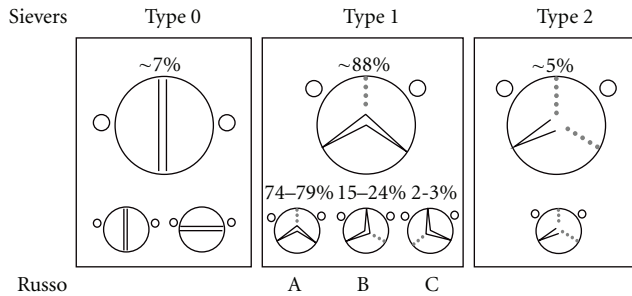 Sievers Type 0 Type 1 Type 2
~7% ~88% ~5%
74–79% 15–24% 2-3%
Russo A B C